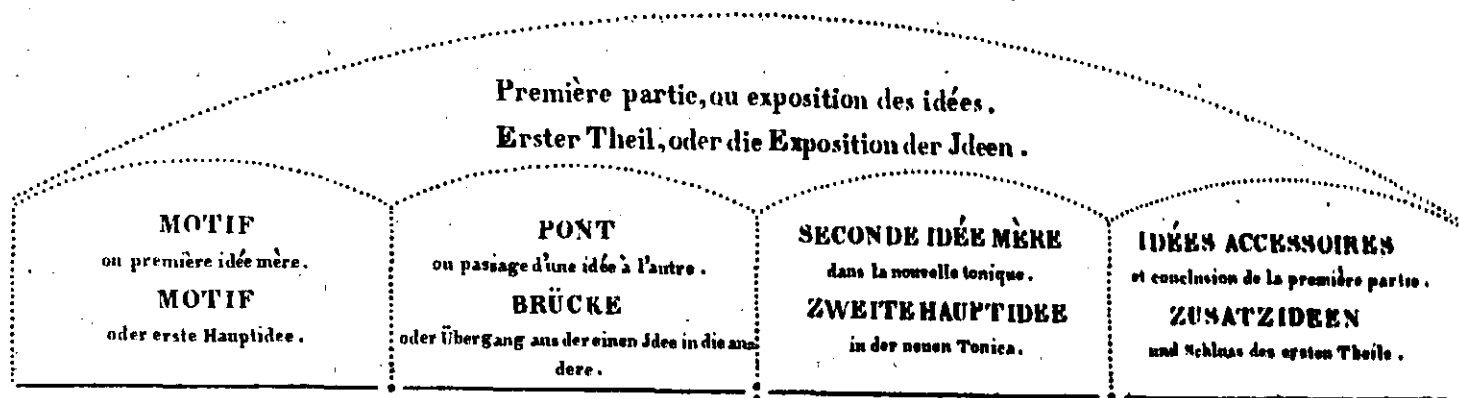 Première partie, ou exposition des idées.
Erster Theil, oder die Exposition der Jdeen.
MOTIF
ou première idée mère.
MOTIF
oder erste Hauptidee.
PONT
ou passage d'une idée à l'autre.
BRÜCKE
oder Übergang aus der einen Jdee in die an=
dere.
SECONDE IDÉE MÈRE
dans la nouvelle tonique.
ZWEITE HAUPTIDEE
in der neuen Tonica.
IDÉES ACCESSOIRES
et conclusion de la première partie.
ZUSATZIDEEN
und Schluss des ersten Theils.